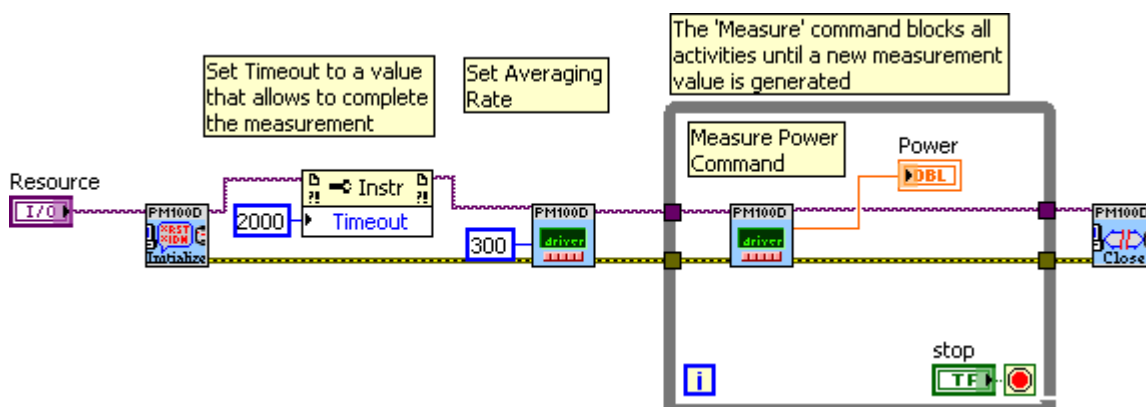 The 'Measure' command blocks all
activities until a new measurement
value is generated
Set Timeout to a value
that allows to complete
the measurement
Set Averaging
Rate
Measure Power
Command
Power
DBL
Resource
I/O
PM100D
*RST
*IDN
Initialize
Instr
2000
Timeout
300
PM100D
driver
PM100D
driver
PM100D
Close
stop
TF
i